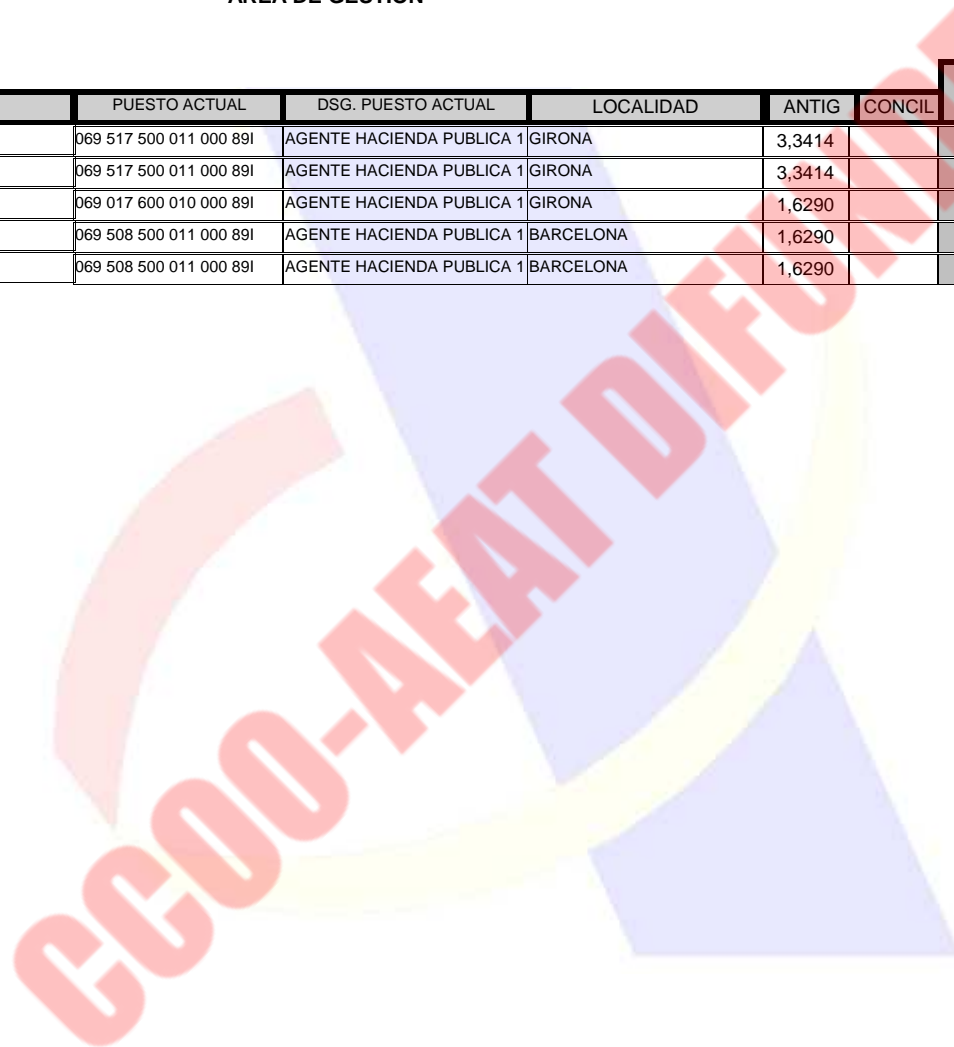 ÁREA DE GESTIÓN
PUESTO ACTUAL DSG. PUESTO ACTUAL LOCALIDAD ANTIG CONCIL
069 517 500 011 000 89I AGENTE HACIENDA PUBLICA 1 GIRONA 3,3414
069 517 500 011 000 89I AGENTE HACIENDA PUBLICA 1 GIRONA 3,3414
069 017 600 010 000 89I AGENTE HACIENDA PUBLICA 1 GIRONA 1,6290
069 508 500 011 000 89I AGENTE HACIENDA PUBLICA 1 BARCELONA 1,6290
069 508 500 011 000 89I AGENTE HACIENDA PUBLICA 1 BARCELONA 1,6290
CCOO-AEAT